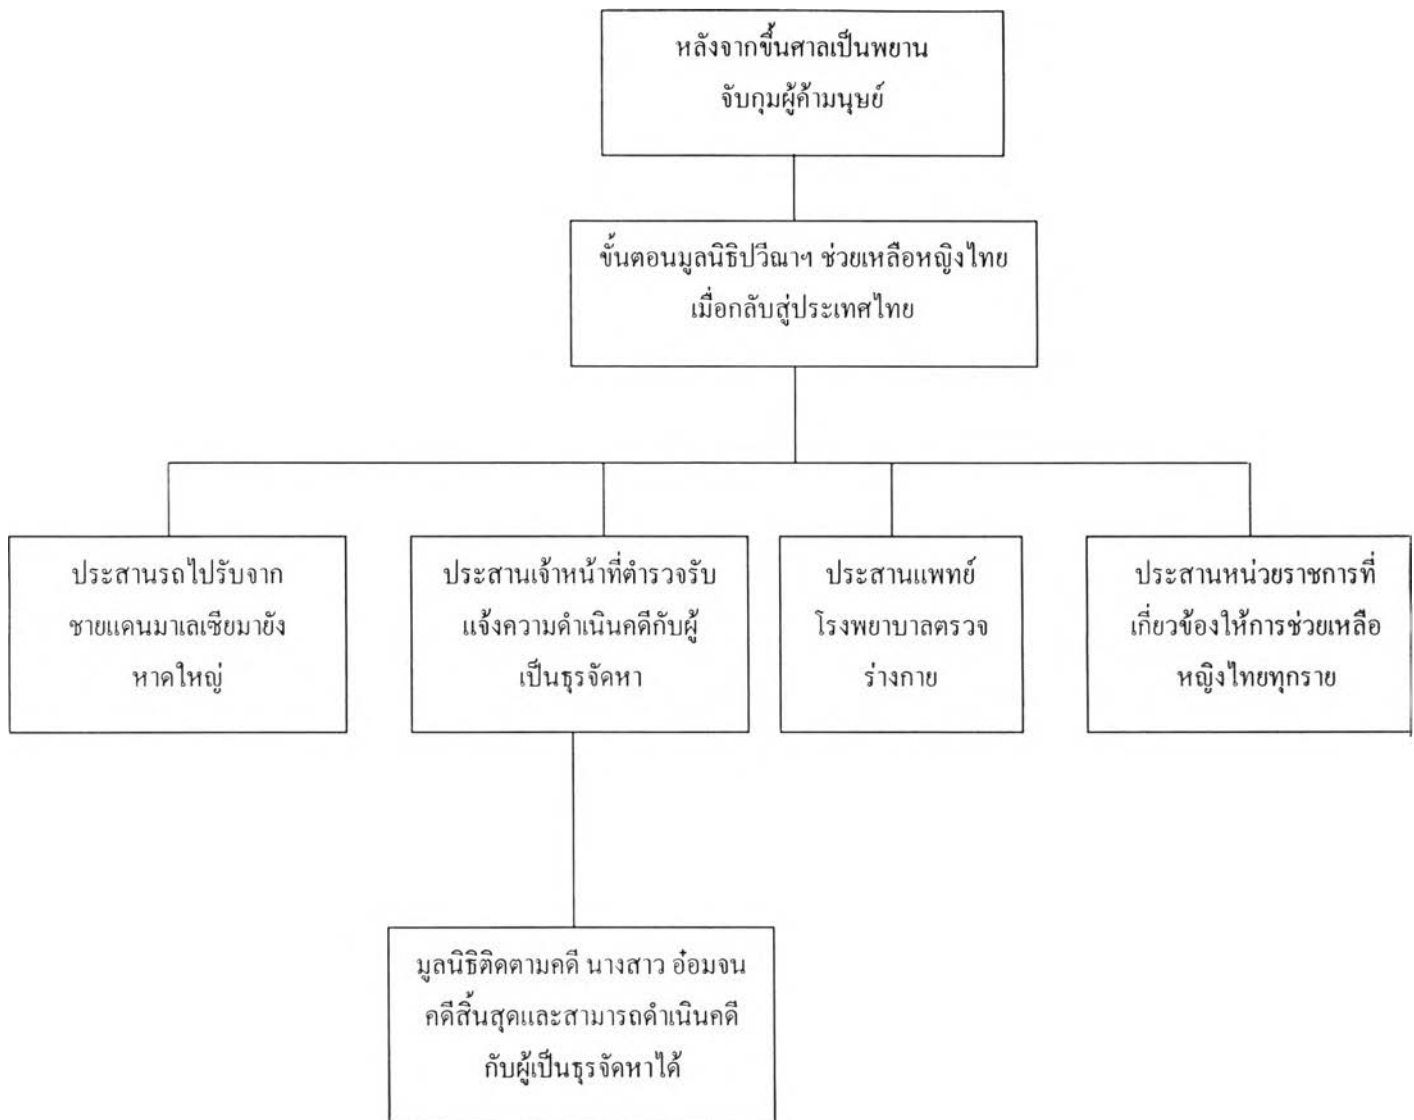 หลังจากขึ้นศาลเป็นพยาน
จับกุมผู้ค้ามนุษย์
ขั้นตอนมูลนิธิปวีณาฯ ช่วยเหลือหญิงไทย
เมื่อกลับสู่ประเทศไทย
ประสานรถไปรับจาก
ชายแดนมาเลเซียมายัง
หาดใหญ่
ประสานเจ้าหน้าที่ตำรวจรับ
แจ้งความดำเนินคดีกับผู้
เป็นธุรจัดหา
ประสานแพทย์
โรงพยาบาลตรวจ
ร่างกาย
ประสานหน่วยราชการที่
เกี่ยวข้องให้การช่วยเหลือ
หญิงไทยทุกราย
มูลนิธิติดตามคดี นางสาว อ๋อมจน
คดีสิ้นสุดและสามารถดำเนินคดี
กับผู้เป็นธุรจัดหาได้